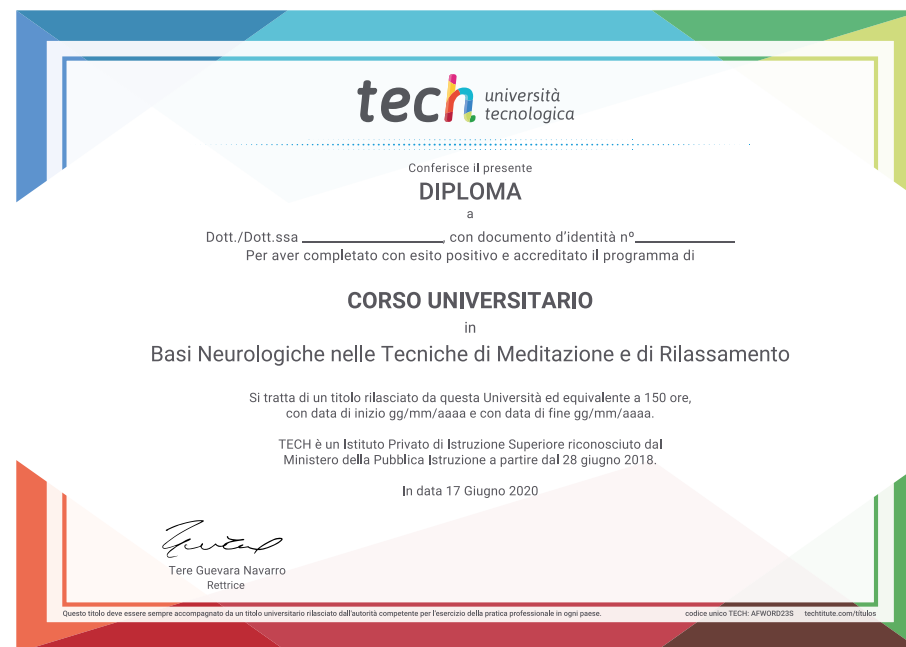 tech università
tecnologica
Conferisce il presente
DIPLOMA
a
Dott./Dott.ssa ____________________, con documento d'identità nº______________
Per aver completato con esito positivo e accreditato il programma di
CORSO UNIVERSITARIO
in
Basi Neurologiche nelle Tecniche di Meditazione e di Rilassamento
Si tratta di un titolo rilasciato da questa Università ed equivalente a 150 ore,
con data di inizio gg/mm/aaaa e con data di fine gg/mm/aaaa.
TECH è un Istituto Privato di Istruzione Superiore riconosciuto dal
Ministero della Pubblica Istruzione a partire dal 28 giugno 2018.
In data 17 Giugno 2020
Tere Guevara Navarro
Rettrice
Questo titolo deve essere sempre accompagnato da un titolo universitario rilasciato dall'autorità competente per l'esercizio della pratica professionale in ogni paese. codice unico TECH: AFWORD23S techtitute.com/títulos